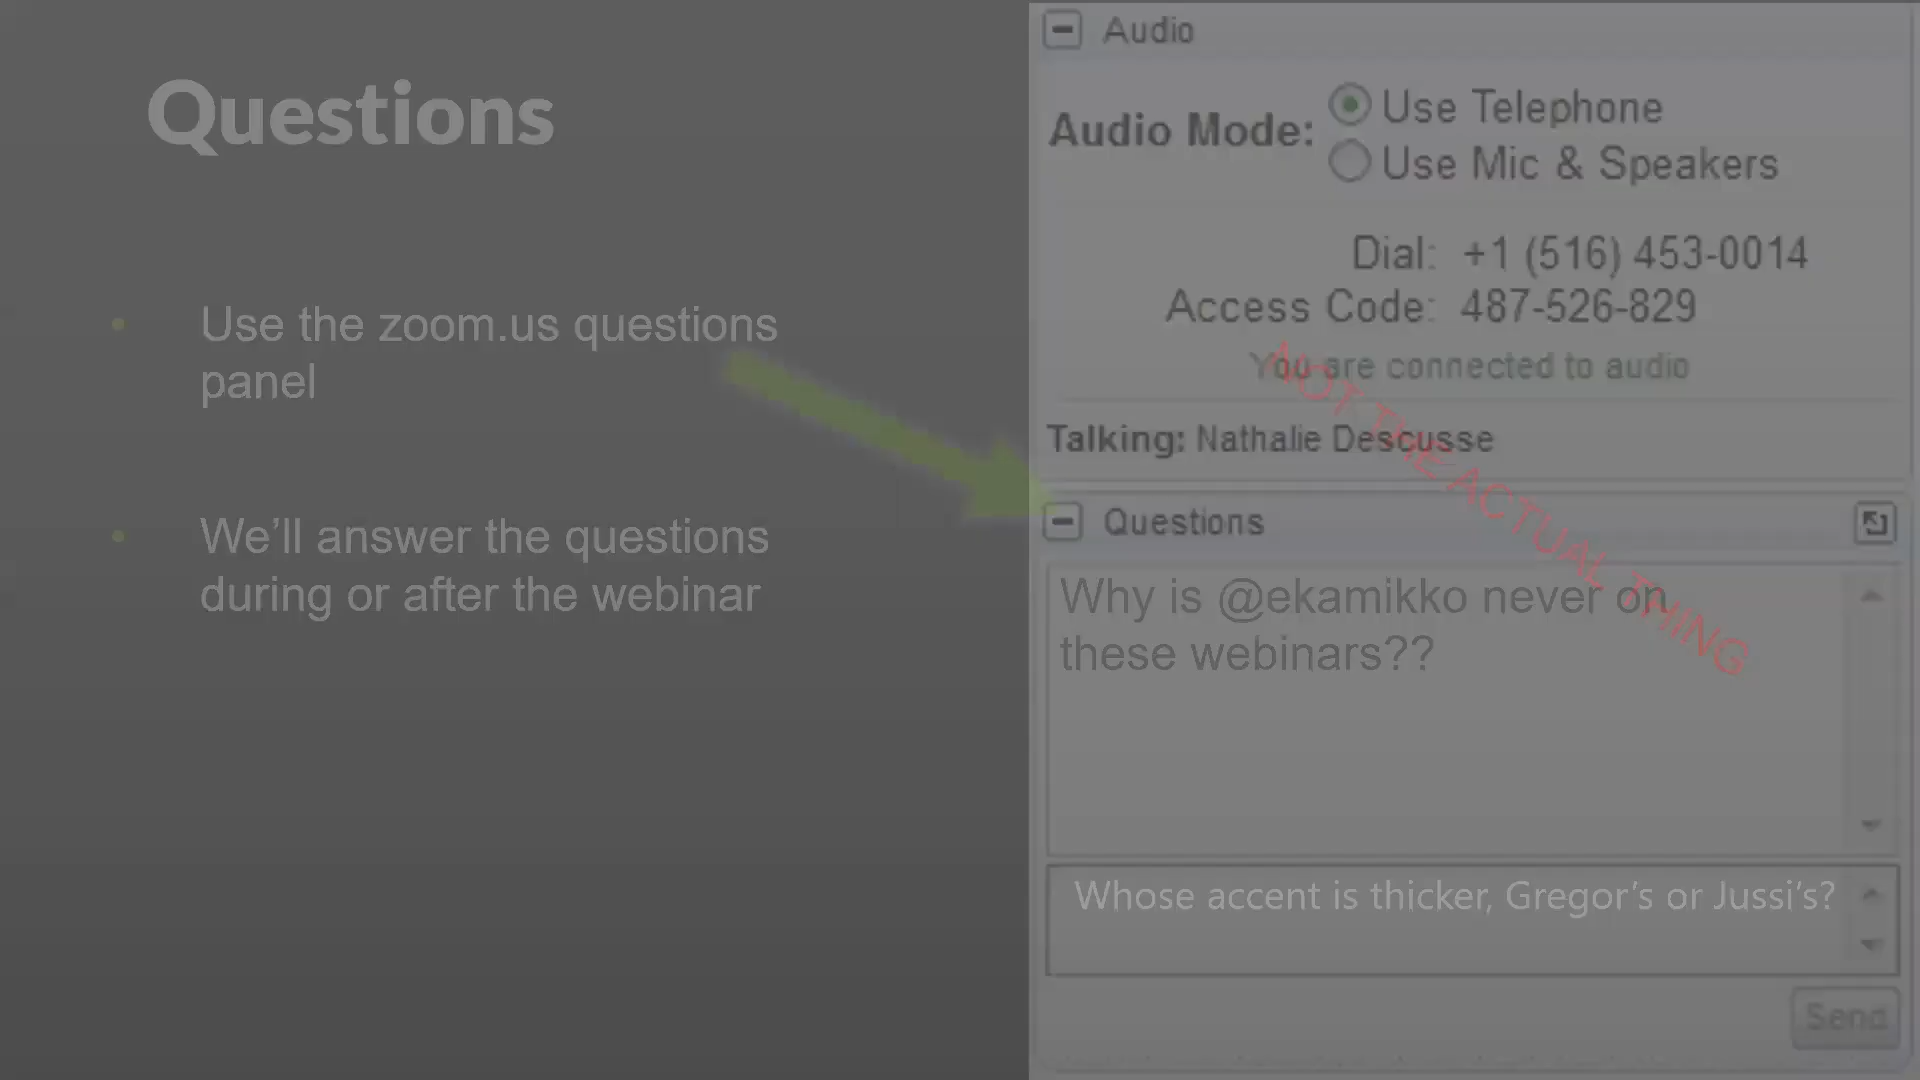 Questions
Use the zoom.us questions
panel
We'll answer the questions
during or after the webinar
Audio
Audio Mode:
Use Telephone
Use Mic & Speakers
Dial: +1 (516) 453-0014
Access Code: 487-526-829
You are connected to audio
Talking: Nathalie Descusse
NOT THE ACTUAL THING
Questions
Why is @ekamikko never on
these webinars??
Whose accent is thicker, Gregor's or Jussi's?
Send